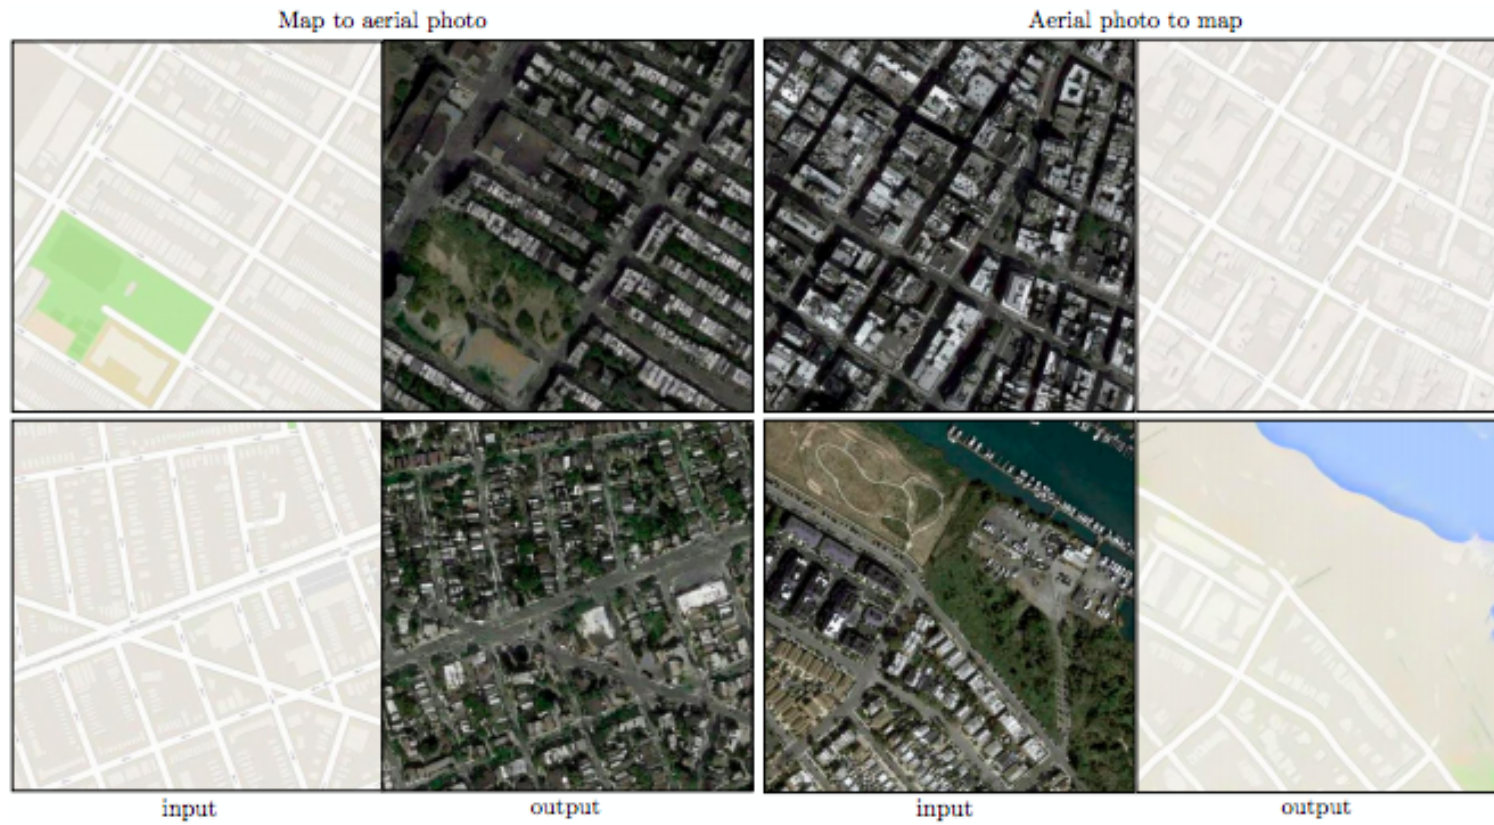 Map to aerial photo
Aerial photo to map
input
output
input
output